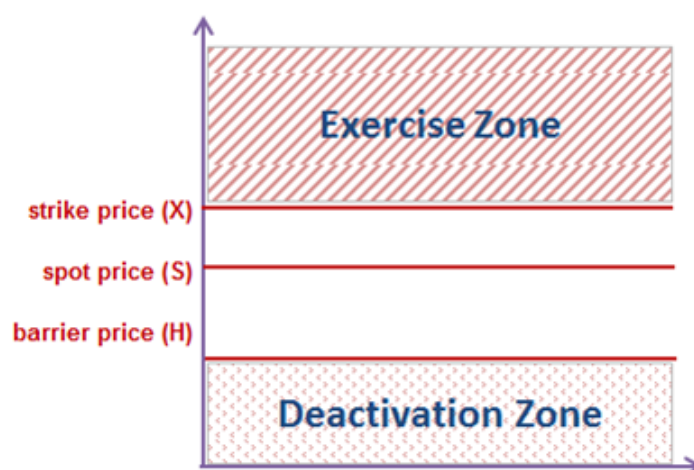 Exercise Zone
strike price (X)
spot price (S)
barrier price (H)
Deactivation Zone